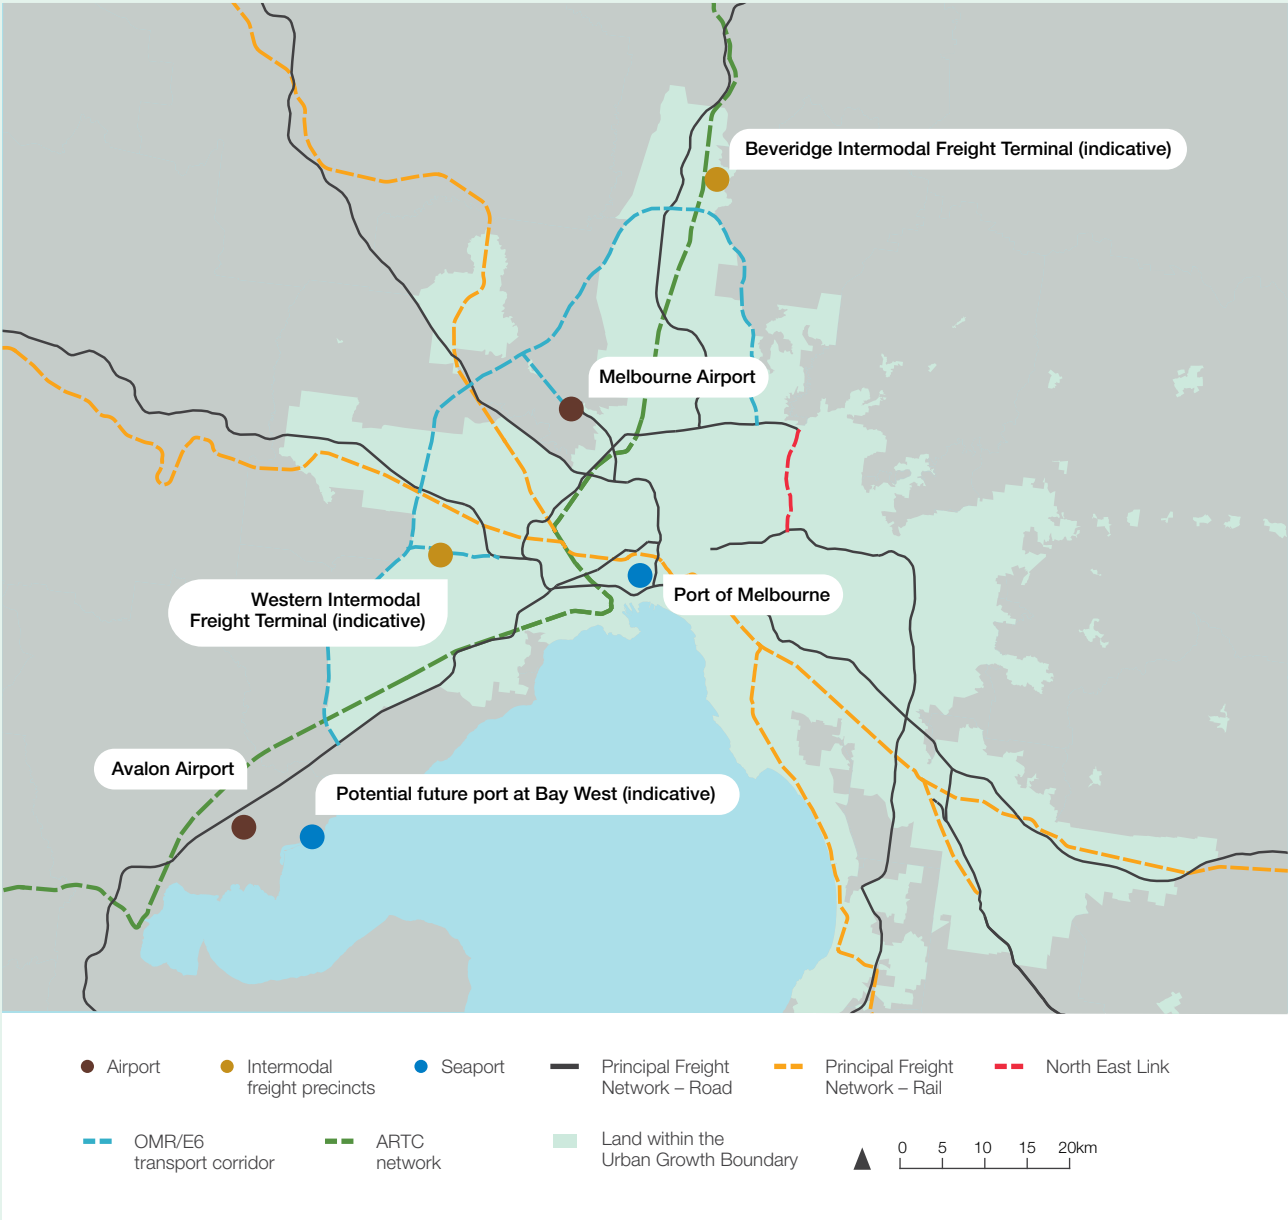 Beveridge Intermodal Freight Terminal (indicative)
Melbourne Airport
Western Intermodal
Freight Terminal (indicative)
Port of Melbourne
Avalon Airport
Potential future port at Bay West (indicative)
Airport
Intermodal
freight precincts
Seaport
Principal Freight
Network – Road
Principal Freight
Network – Rail
North East Link
OMR/E6
transport corridor
ARTC
network
Land within the
Urban Growth Boundary
0 5 10 15 20km